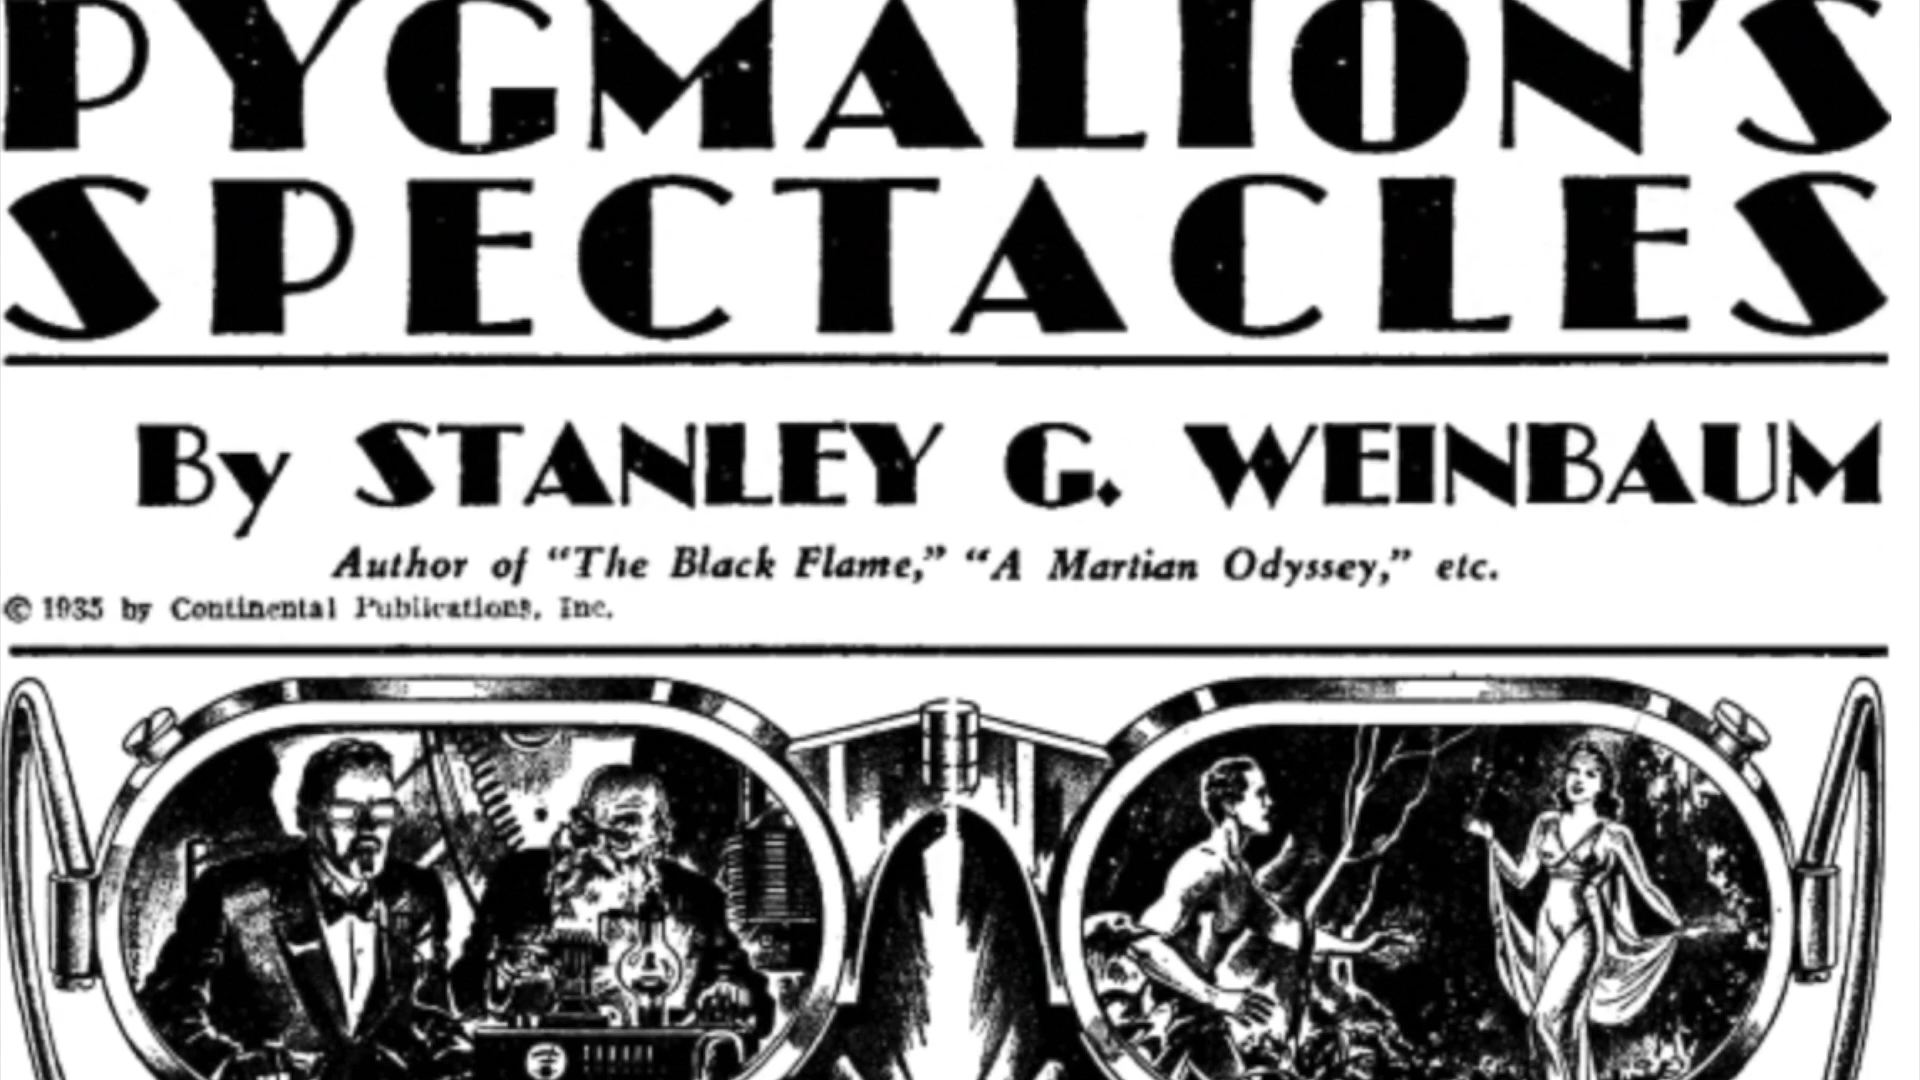 PYGMALION'S
SPECTACLES
By STANLEY G. WEINBAUM
Author of “The Black Flame,” “A Martian Odyssey,” etc.
© 1935 by Continental Publications, Inc.